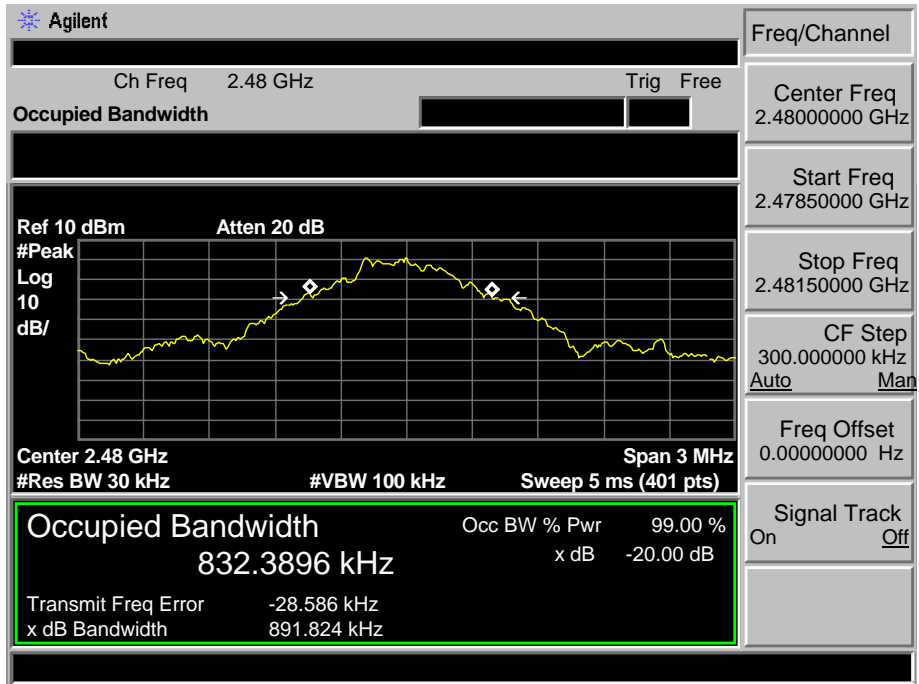 Agilent
Freq/Channel
Ch Freq 2.48 GHz Trig Free
Occupied Bandwidth
Center Freq
2.48000000 GHz
Start Freq
2.47850000 GHz
Ref 10 dBm Atten 20 dB
#Peak
Log
10
dB/
Stop Freq
2.48150000 GHz
CF Step
300.000000 kHz
Auto Man
Freq Offset
0.00000000 Hz
Center 2.48 GHz Span 3 MHz
#Res BW 30 kHz #VBW 100 kHz Sweep 5 ms (401 pts)
Signal Track
On Off
Occupied Bandwidth Occ BW % Pwr 99.00 %
832.3896 kHz x dB -20.00 dB
Transmit Freq Error -28.586 kHz
x dB Bandwidth 891.824 kHz